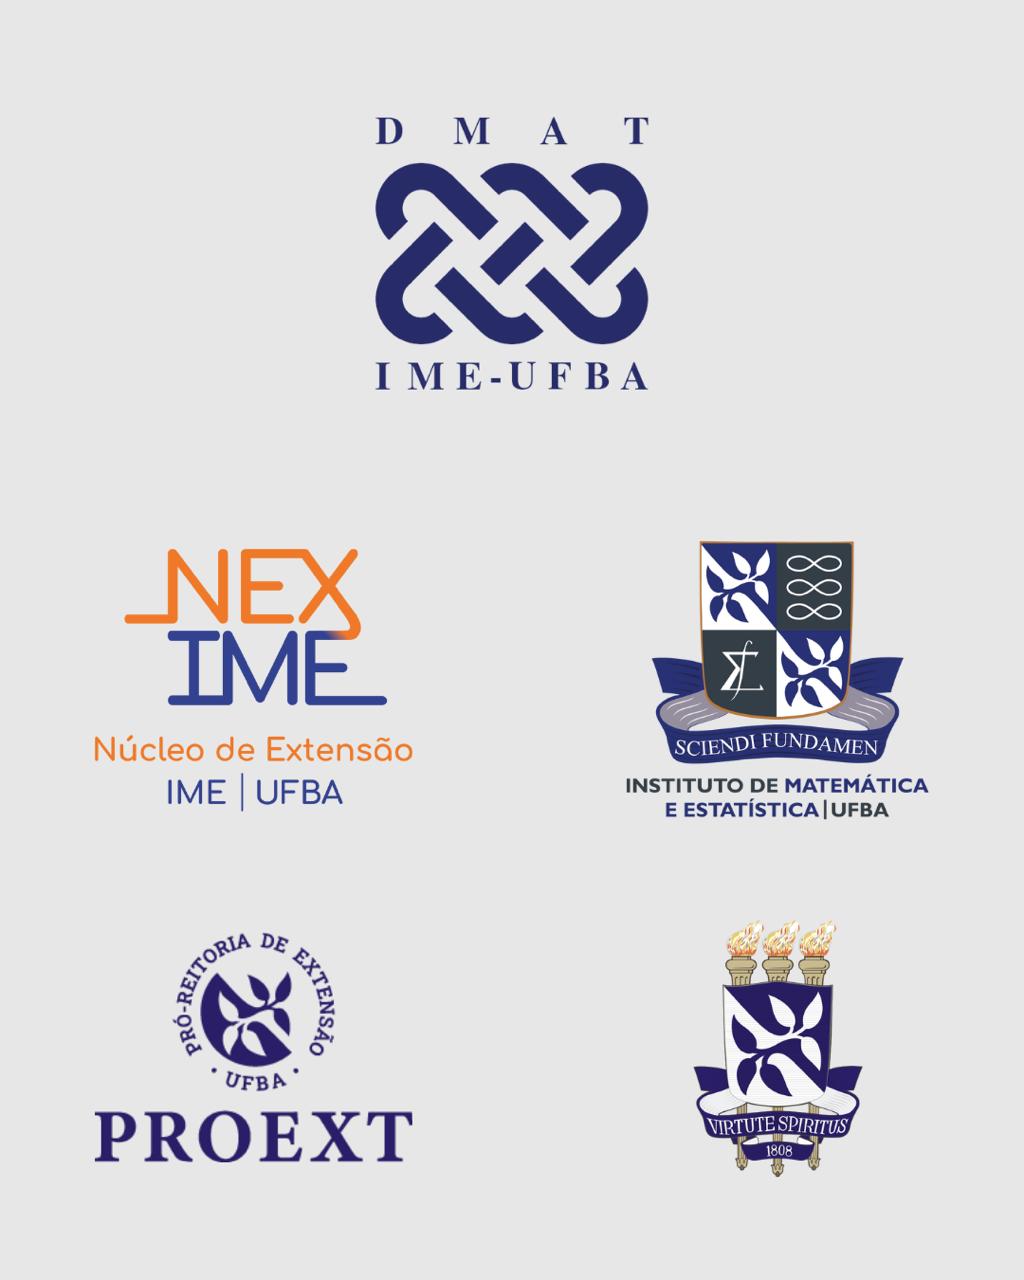 DMAT
IME-UFBA
NEX
IME
Núcleo de Extensão
IME | UFBA
SCIENDI FUNDAMEN
INSTITUTO DE MATEMÁTICA
E ESTATÍSTICA|UFBA
PRÓ-REITORIA DE EXTENSÃO
· UFBA ·
PROEXT
VIRTUTE SPIRITUS
1808